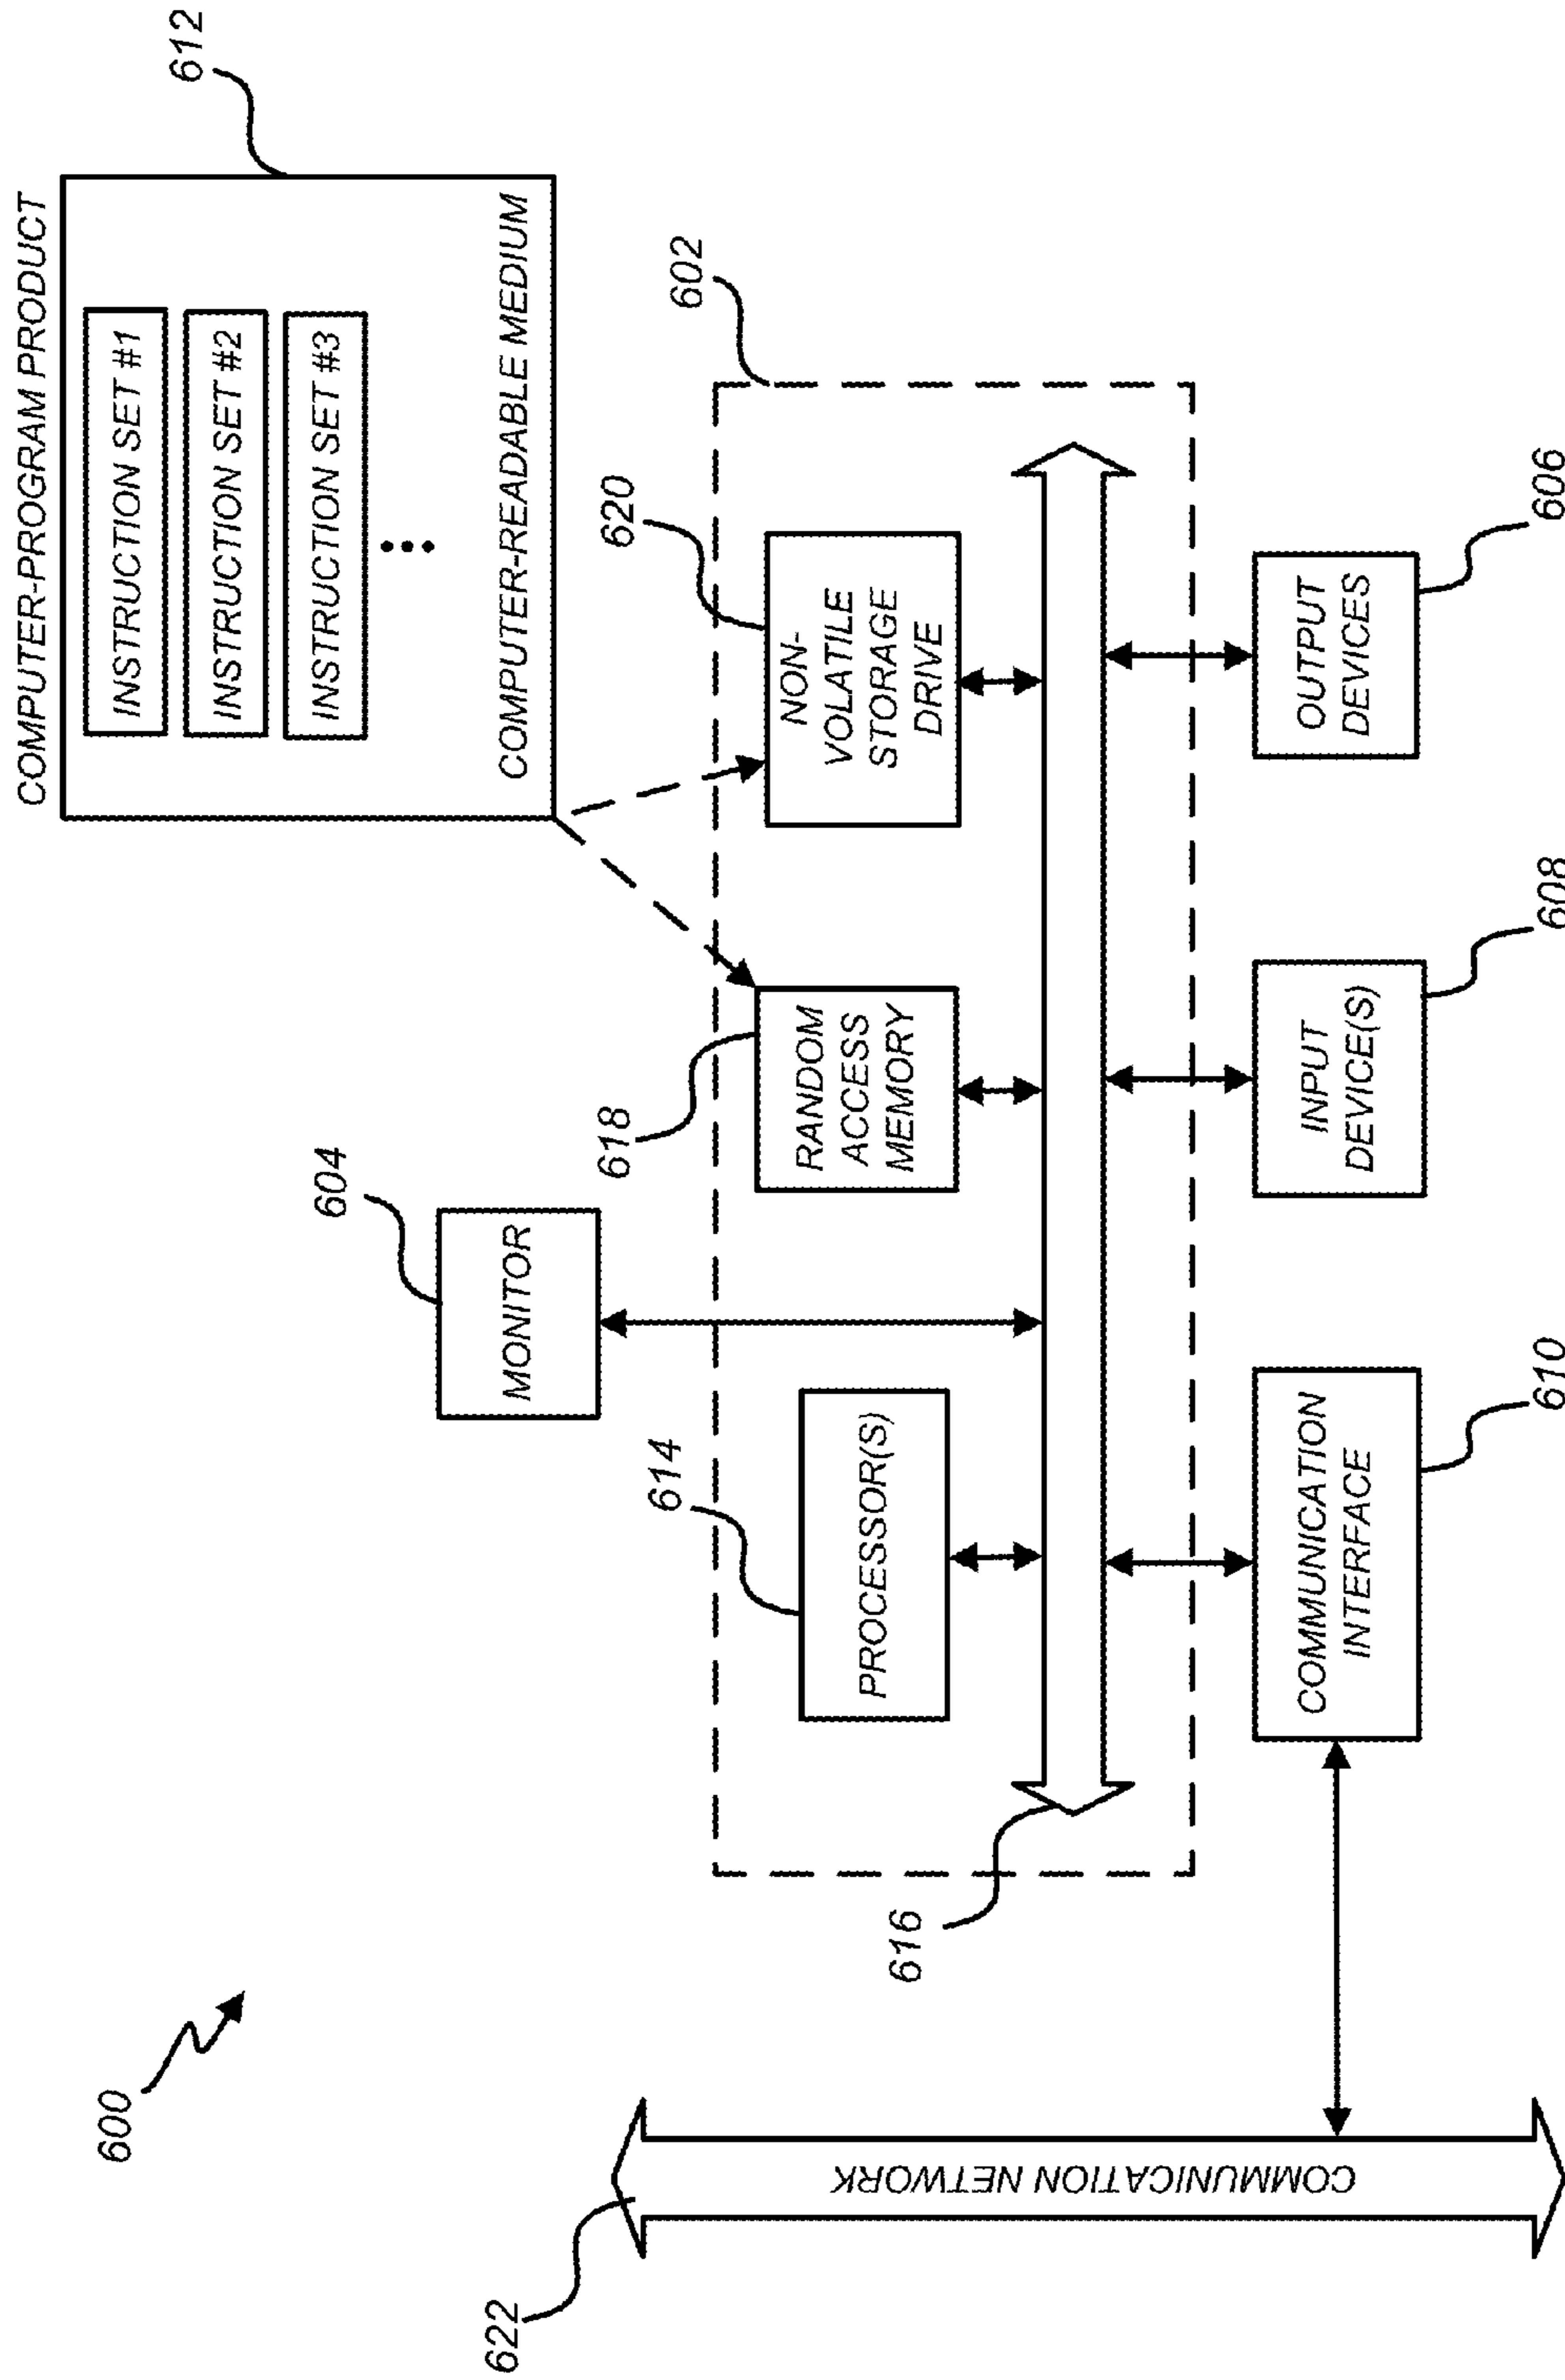 600
COMPUTER-PROGRAM PRODUCT
612
INSTRUCTION SET #1
INSTRUCTION SET #2
INSTRUCTION SET #3
COMPUTER-READABLE MEDIUM
604
MONITOR
602
614
PROCESSOR(S)
618
RANDOM
ACCESS
MEMORY
620
NON-
VOLATILE
STORAGE
DRIVE
616
622
COMMUNICATION NETWORK
COMMUNICATION
INTERFACE
610
INPUT
DEVICE(S)
608
OUTPUT
DEVICES
606